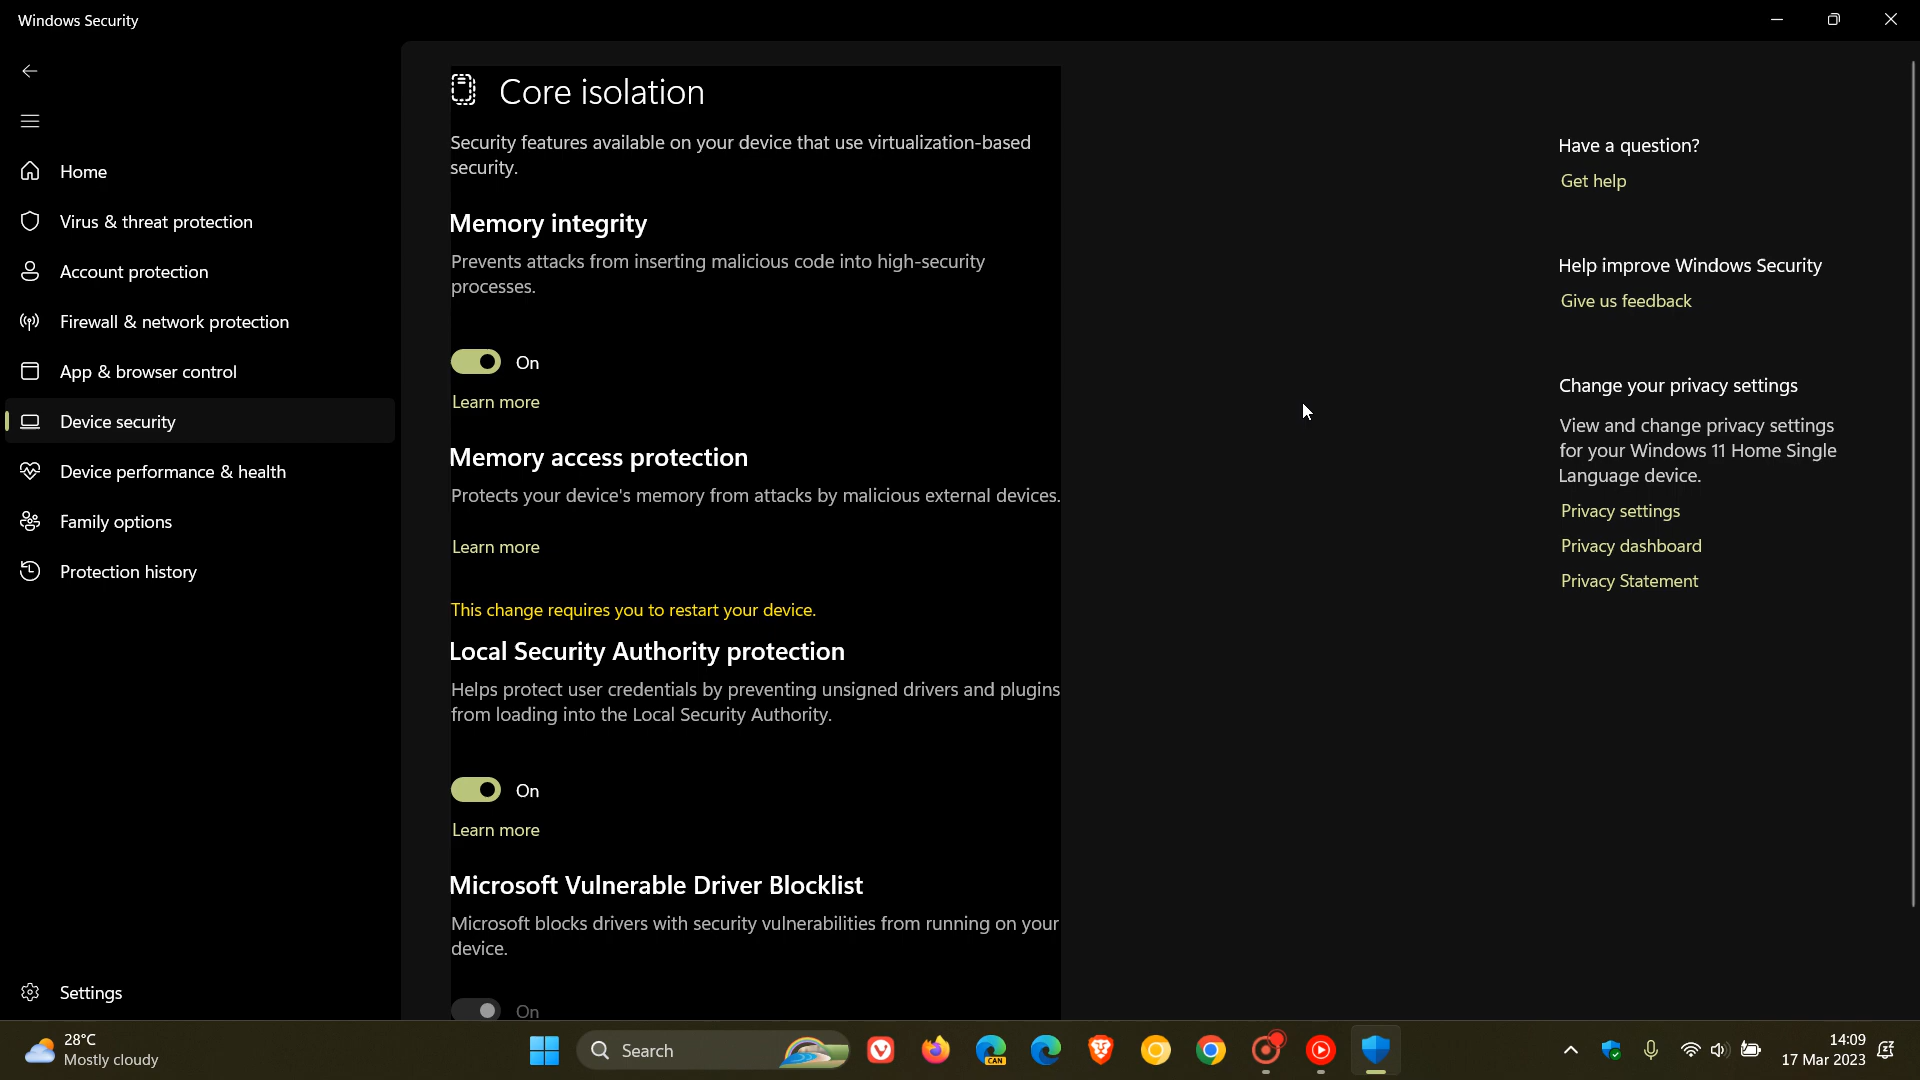 Windows Security
Home
Virus & threat protection
Account protection
Firewall & network protection
App & browser control
Device security
Device performance & health
Family options
Protection history
Settings
Core isolation
Security features available on your device that use virtualization-based
security.
Memory integrity
Prevents attacks from inserting malicious code into high-security
processes.
On
Learn more
Memory access protection
Protects your device's memory from attacks by malicious external devices.
Learn more
This change requires you to restart your device.
Local Security Authority protection
Helps protect user credentials by preventing unsigned drivers and plugins
from loading into the Local Security Authority.
On
Learn more
Microsoft Vulnerable Driver Blocklist
Microsoft blocks drivers with security vulnerabilities from running on your
device.
On
Have a question?
Get help
Help improve Windows Security
Give us feedback
Change your privacy settings
View and change privacy settings
for your Windows 11 Home Single
Language device.
Privacy settings
Privacy dashboard
Privacy Statement
28°C
Mostly cloudy
Search
CAN
14:09
17 Mar 2023